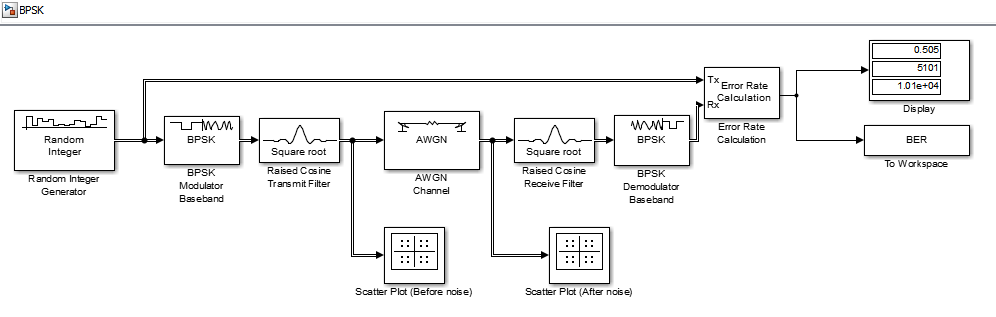 BPSK
0.505
5101
1.01e+04
Display
Tx
Rx
Error Rate
Calculation
Error Rate
Calculation
BER
To Workspace
Random
Integer
Random Integer
Generator
BPSK
BPSK
Modulator
Baseband
Square root
Raised Cosine
Transmit Filter
AWGN
AWGN
Channel
Square root
Raised Cosine
Receive Filter
BPSK
BPSK
Demodulator
Baseband
Scatter Plot (Before noise)
Scatter Plot (After noise)